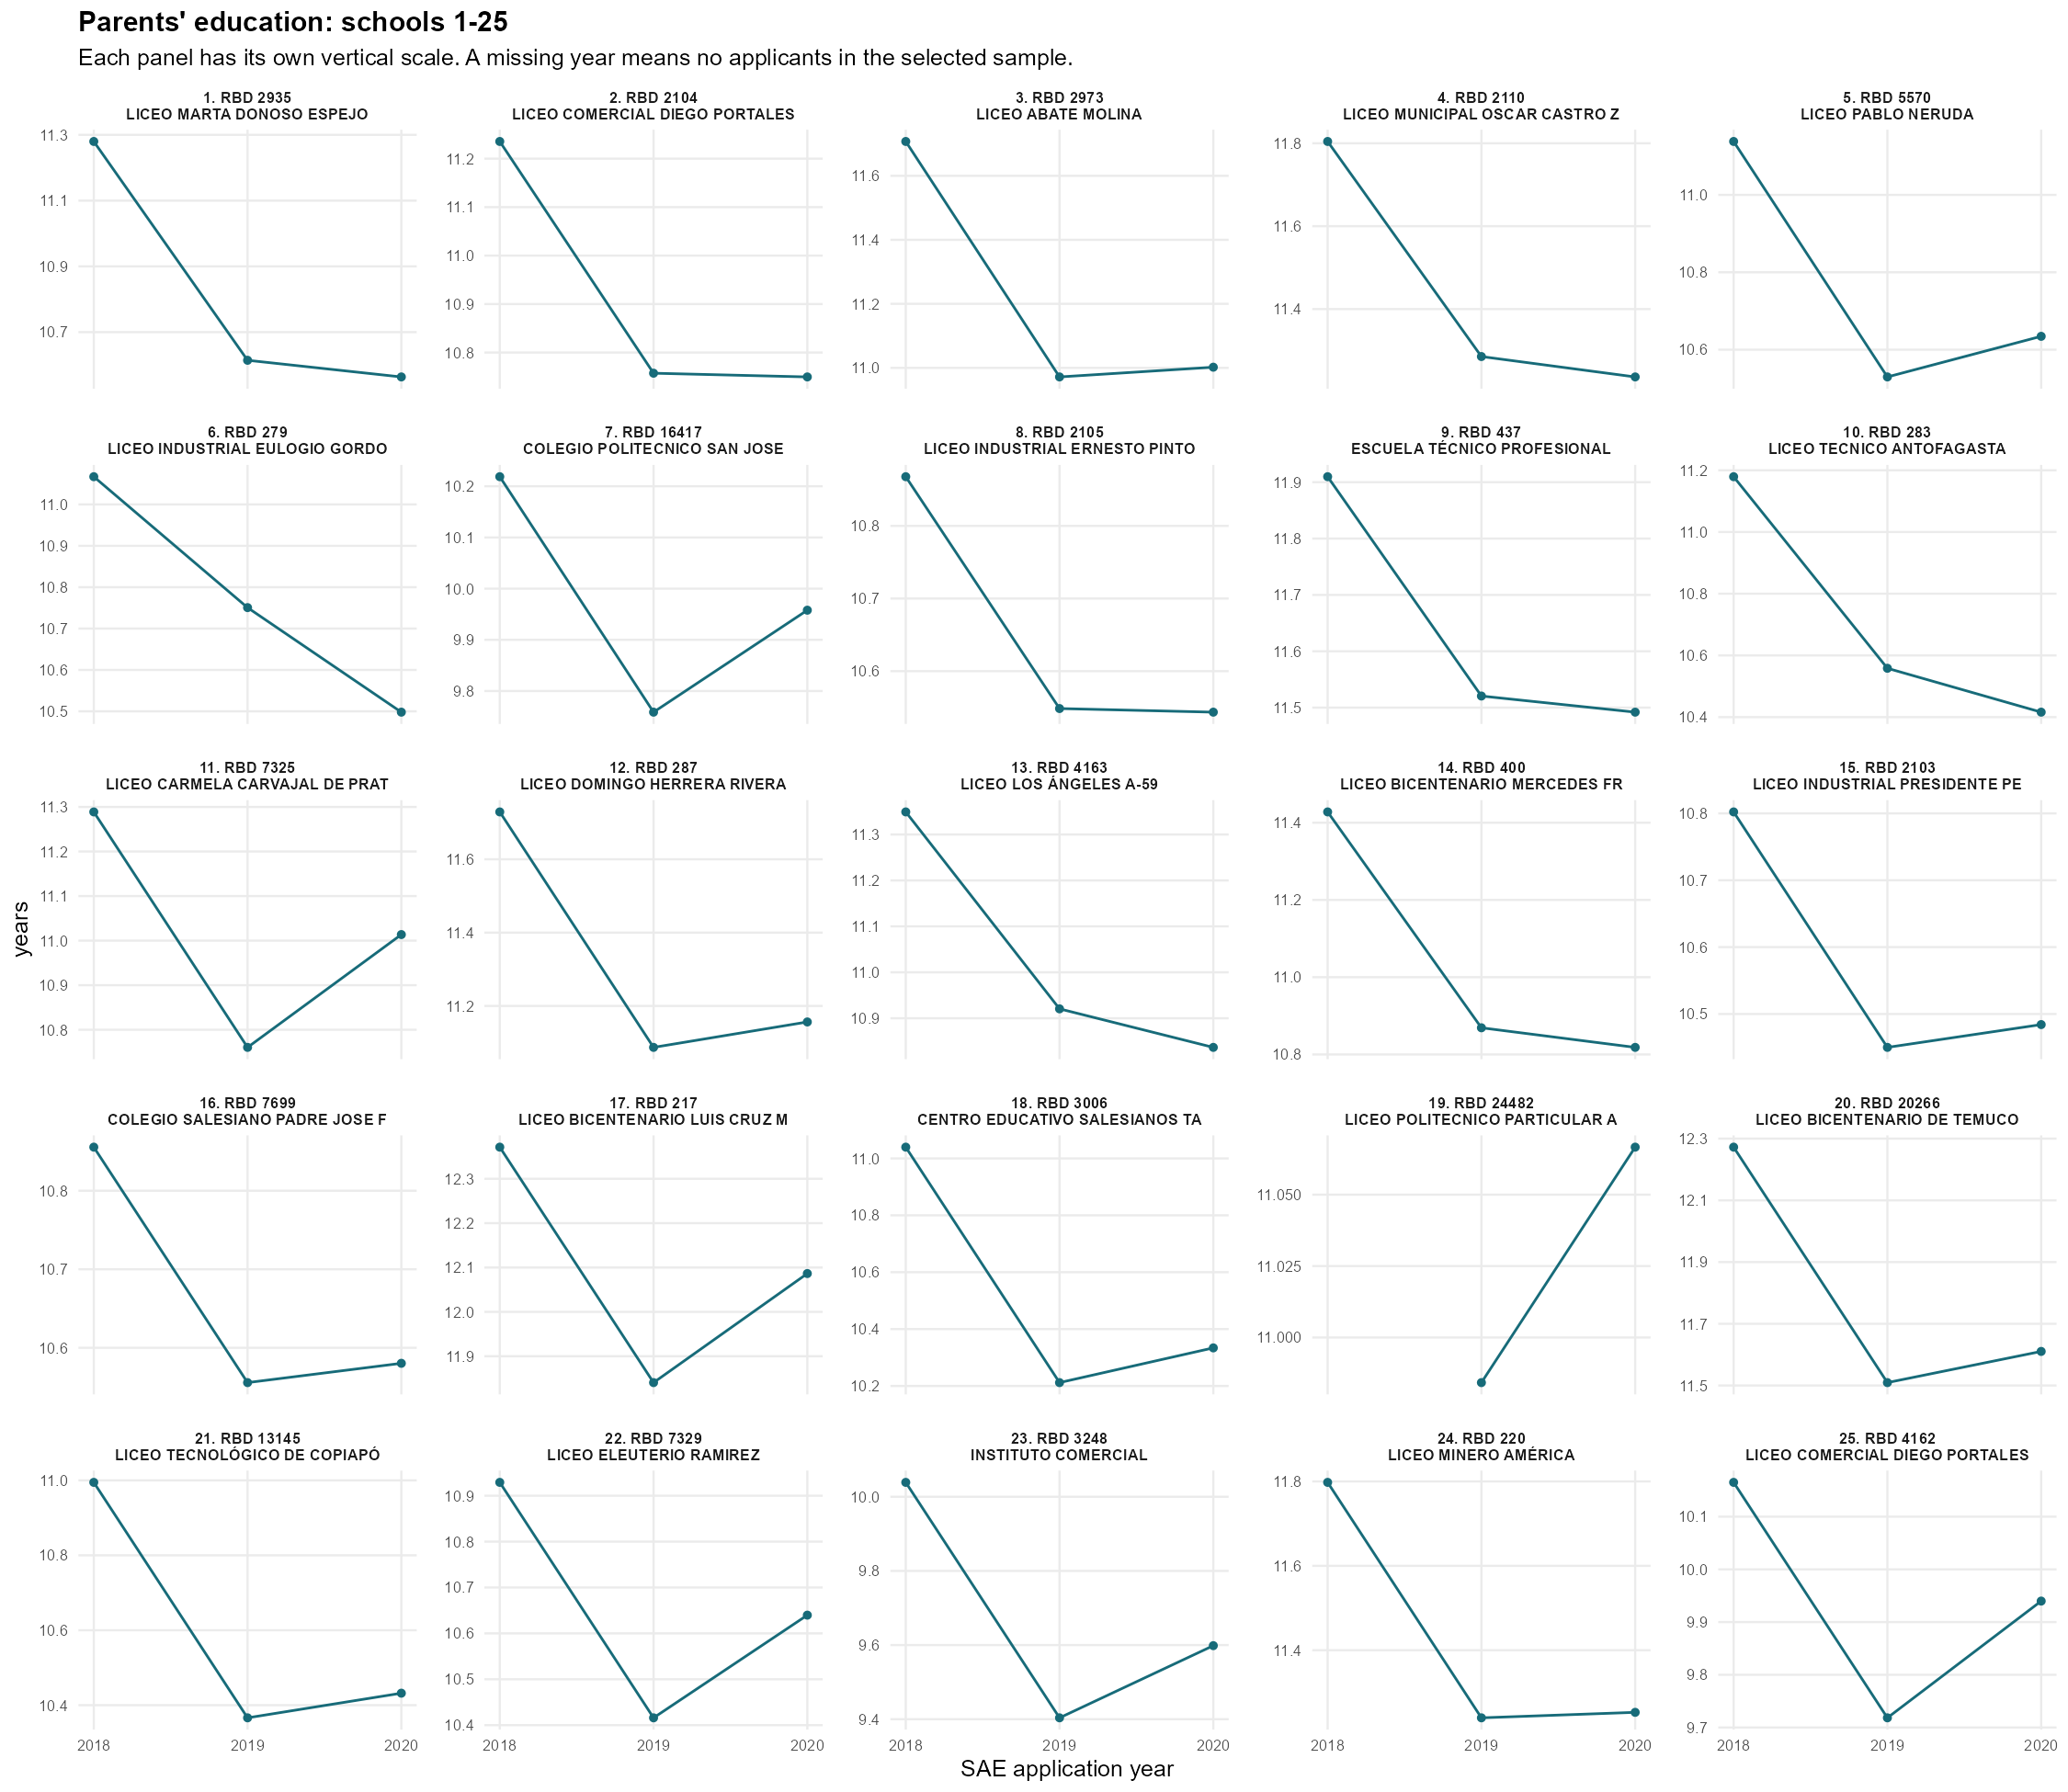 Parents' education: schools 1-25
Each panel has its own vertical scale. A missing year means no applicants in the selected sample.
1. RBD 2935
LICEO MARTA DONOSO ESPEJO
11.3
11.1
10.9
10.7
2. RBD 2104
LICEO COMERCIAL DIEGO PORTALES
11.2
11.1
11.0
10.9
10.8
3. RBD 2973
LICEO ABATE MOLINA
11.6
11.4
11.2
11.0
4. RBD 2110
LICEO MUNICIPAL OSCAR CASTRO Z
11.8
11.6
11.4
5. RBD 5570
LICEO PABLO NERUDA
11.0
10.8
10.6
6. RBD 279
LICEO INDUSTRIAL EULOGIO GORDO
11.0
10.9
10.8
10.7
10.6
10.5
7. RBD 16417
COLEGIO POLITECNICO SAN JOSE
10.2
10.1
10.0
9.9
9.8
8. RBD 2105
LICEO INDUSTRIAL ERNESTO PINTO
10.8
10.7
10.6
9. RBD 437
ESCUELA TÉCNICO PROFESIONAL
11.9
11.8
11.7
11.6
11.5
10. RBD 283
LICEO TECNICO ANTOFAGASTA
11.2
11.0
10.8
10.6
10.4
11. RBD 7325
LICEO CARMELA CARVAJAL DE PRAT
11.3
11.2
11.1
11.0
10.9
10.8
12. RBD 287
LICEO DOMINGO HERRERA RIVERA
11.6
11.4
11.2
13. RBD 4163
LICEO LOS ÁNGELES A-59
11.3
11.2
11.1
11.0
10.9
14. RBD 400
LICEO BICENTENARIO MERCEDES FR
11.4
11.2
11.0
10.8
15. RBD 2103
LICEO INDUSTRIAL PRESIDENTE PE
10.8
10.7
10.6
10.5
16. RBD 7699
COLEGIO SALESIANO PADRE JOSE F
10.8
10.7
10.6
17. RBD 217
LICEO BICENTENARIO LUIS CRUZ M
12.3
12.2
12.1
12.0
11.9
18. RBD 3006
CENTRO EDUCATIVO SALESIANOS TA
11.0
10.8
10.6
10.4
10.2
19. RBD 24482
LICEO POLITECNICO PARTICULAR A
11.050
11.025
11.000
20. RBD 20266
LICEO BICENTENARIO DE TEMUCO
12.3
12.1
11.9
11.7
11.5
21. RBD 13145
LICEO TECNOLÓGICO DE COPIAPÓ
11.0
10.8
10.6
10.4
2018 2019 2020
22. RBD 7329
LICEO ELEUTERIO RAMIREZ
10.9
10.8
10.7
10.6
10.5
10.4
2018 2019 2020
23. RBD 3248
INSTITUTO COMERCIAL
10.0
9.8
9.6
9.4
2018 2019 2020
24. RBD 220
LICEO MINERO AMÉRICA
11.8
11.6
11.4
2018 2019 2020
25. RBD 4162
LICEO COMERCIAL DIEGO PORTALES
10.1
10.0
9.9
9.8
9.7
2018 2019 2020
years
SAE application year